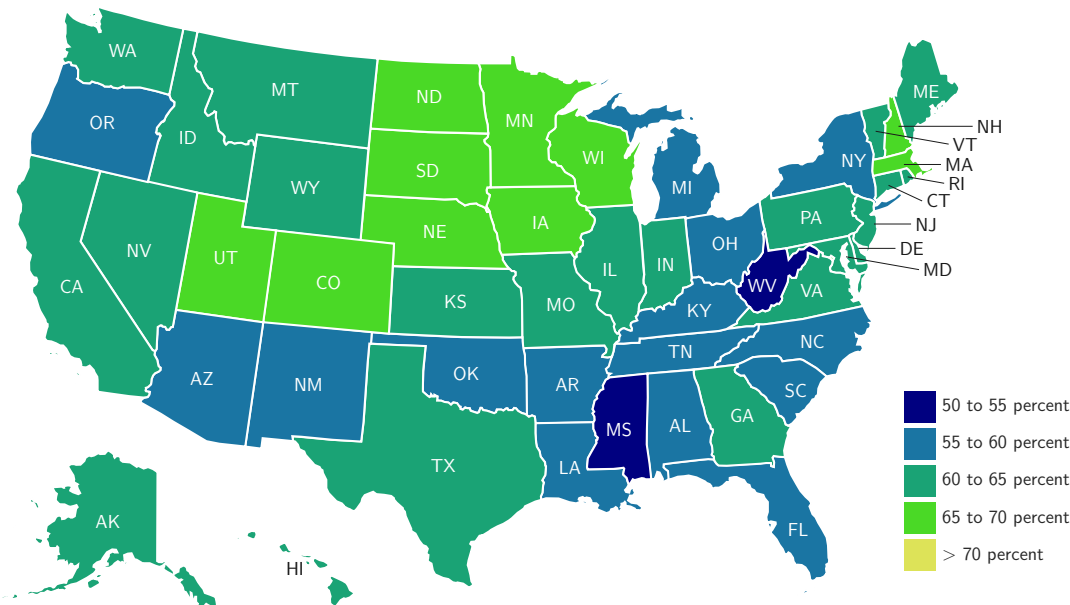 WA
MT
ND
MN
ME
OR
ID
WY
SD
WI
NH
VT
MA
RI
CT
NY
MI
NV
UT
CO
NE
IA
PA
NJ
DE
MD
CA
KS
MO
IL
IN
OH
WV
VA
KY
AZ
NM
OK
AR
TN
NC
SC
TX
LA
MS
AL
GA
FL
AK
HI
50 to 55 percent
55 to 60 percent
60 to 65 percent
65 to 70 percent
> 70 percent